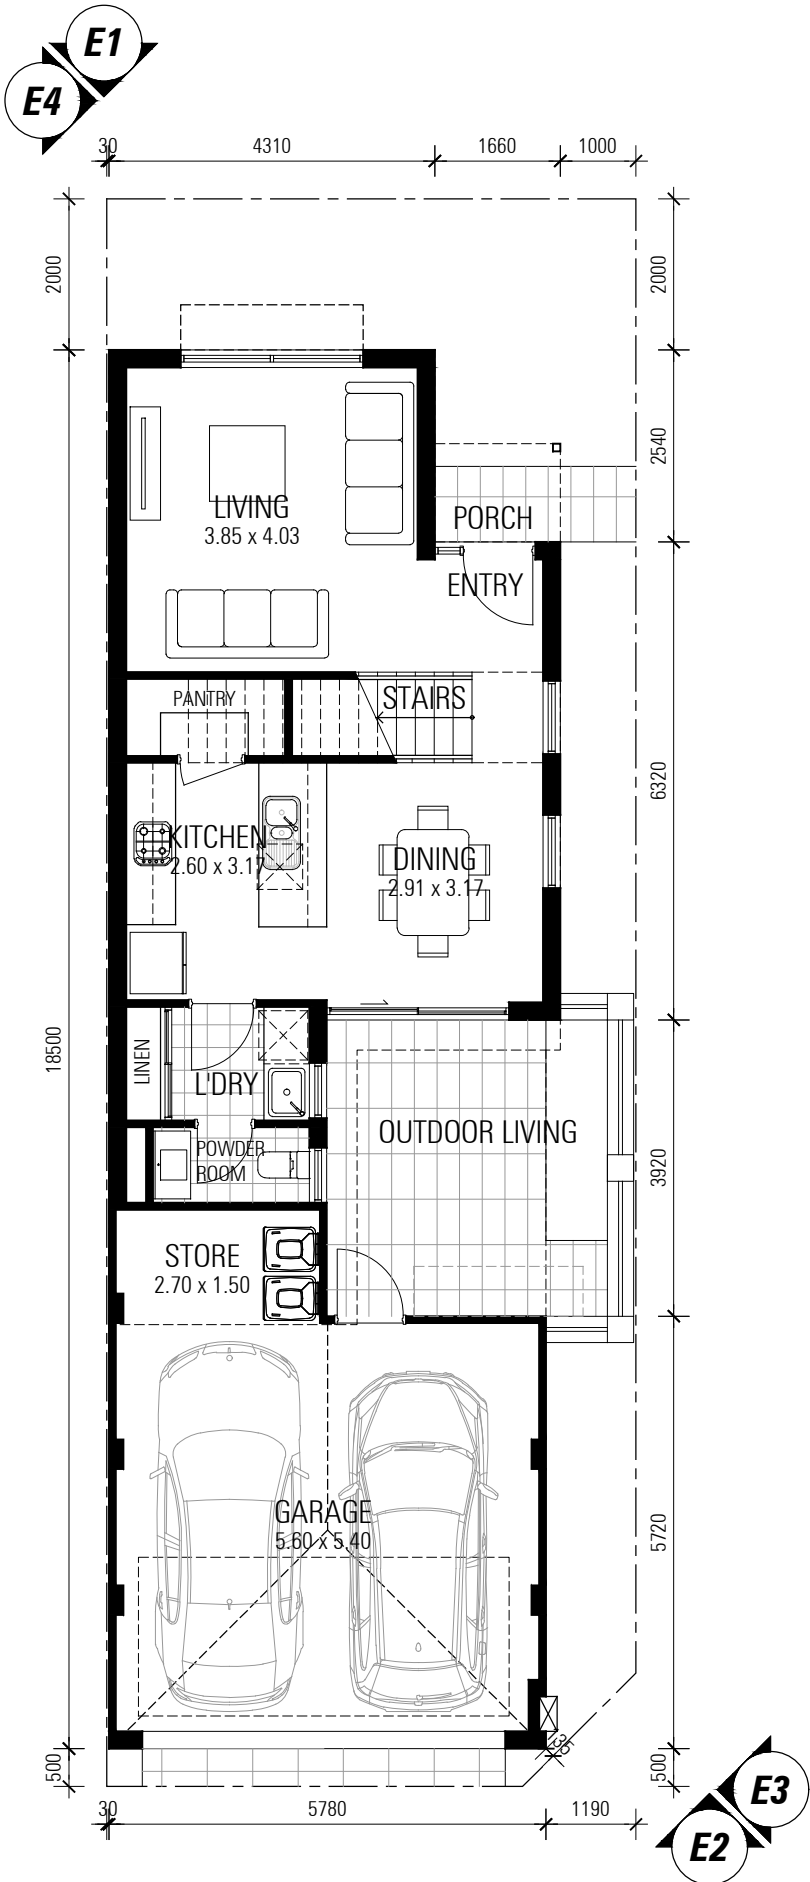 E1
E4
30
4310
1660
1000
2000
2000
2540
LIVING
3.85 x 4.03
PORCH
ENTRY
PANTRY
STAIRS
6320
KITCHEN
2.60 x 3.17
DINING
2.91 x 3.17
18500
LINEN
L'DRY
OUTDOOR LIVING
POWDER
ROOM
3920
STORE
2.70 x 1.50
GARAGE
5.60 x 5.40
5720
135
500
500
30
5780
1190
E3
E2